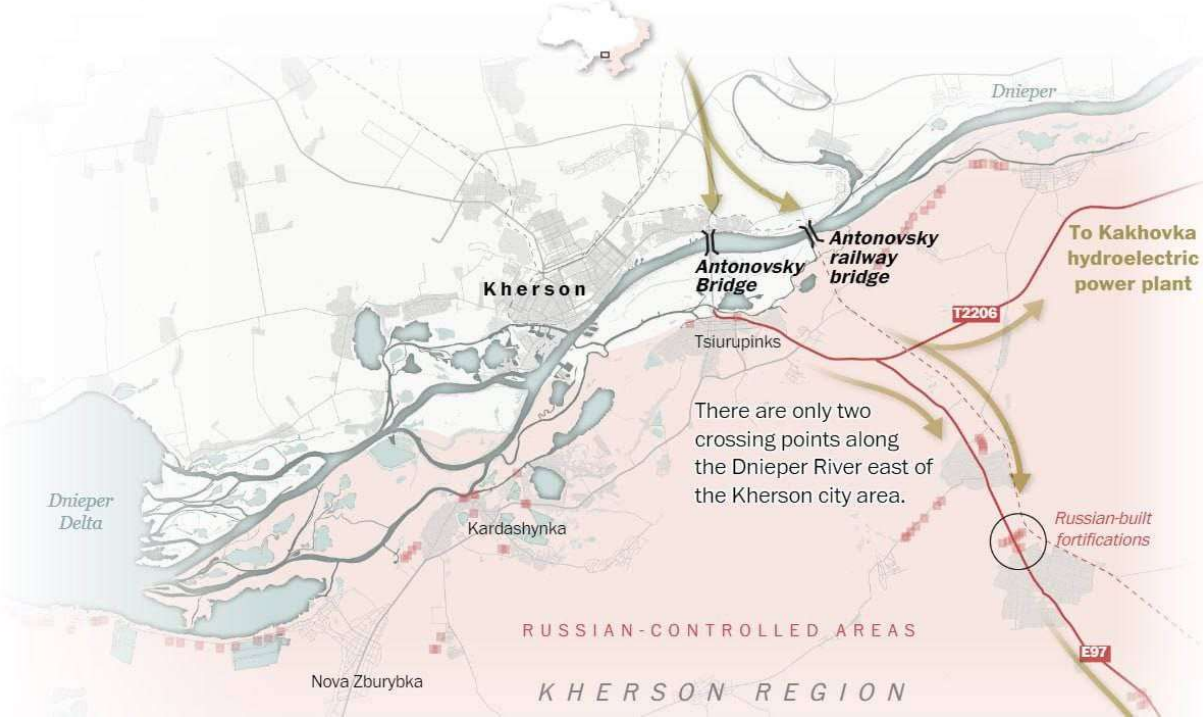 Dnieper
To Kakhovka
hydroelectric
power plant
Antonovsky
Bridge
Antonovsky
railway
bridge
Kherson
T2206
Tsiurupinks
There are only two
crossing points along
the Dnieper River east of
the Kherson city area.
Dnieper
Delta
Kardashynka
Russian-built
fortifications
RUSSIAN-CONTROLLED AREAS
E97
Nova Zburybka
KHERSON REGION